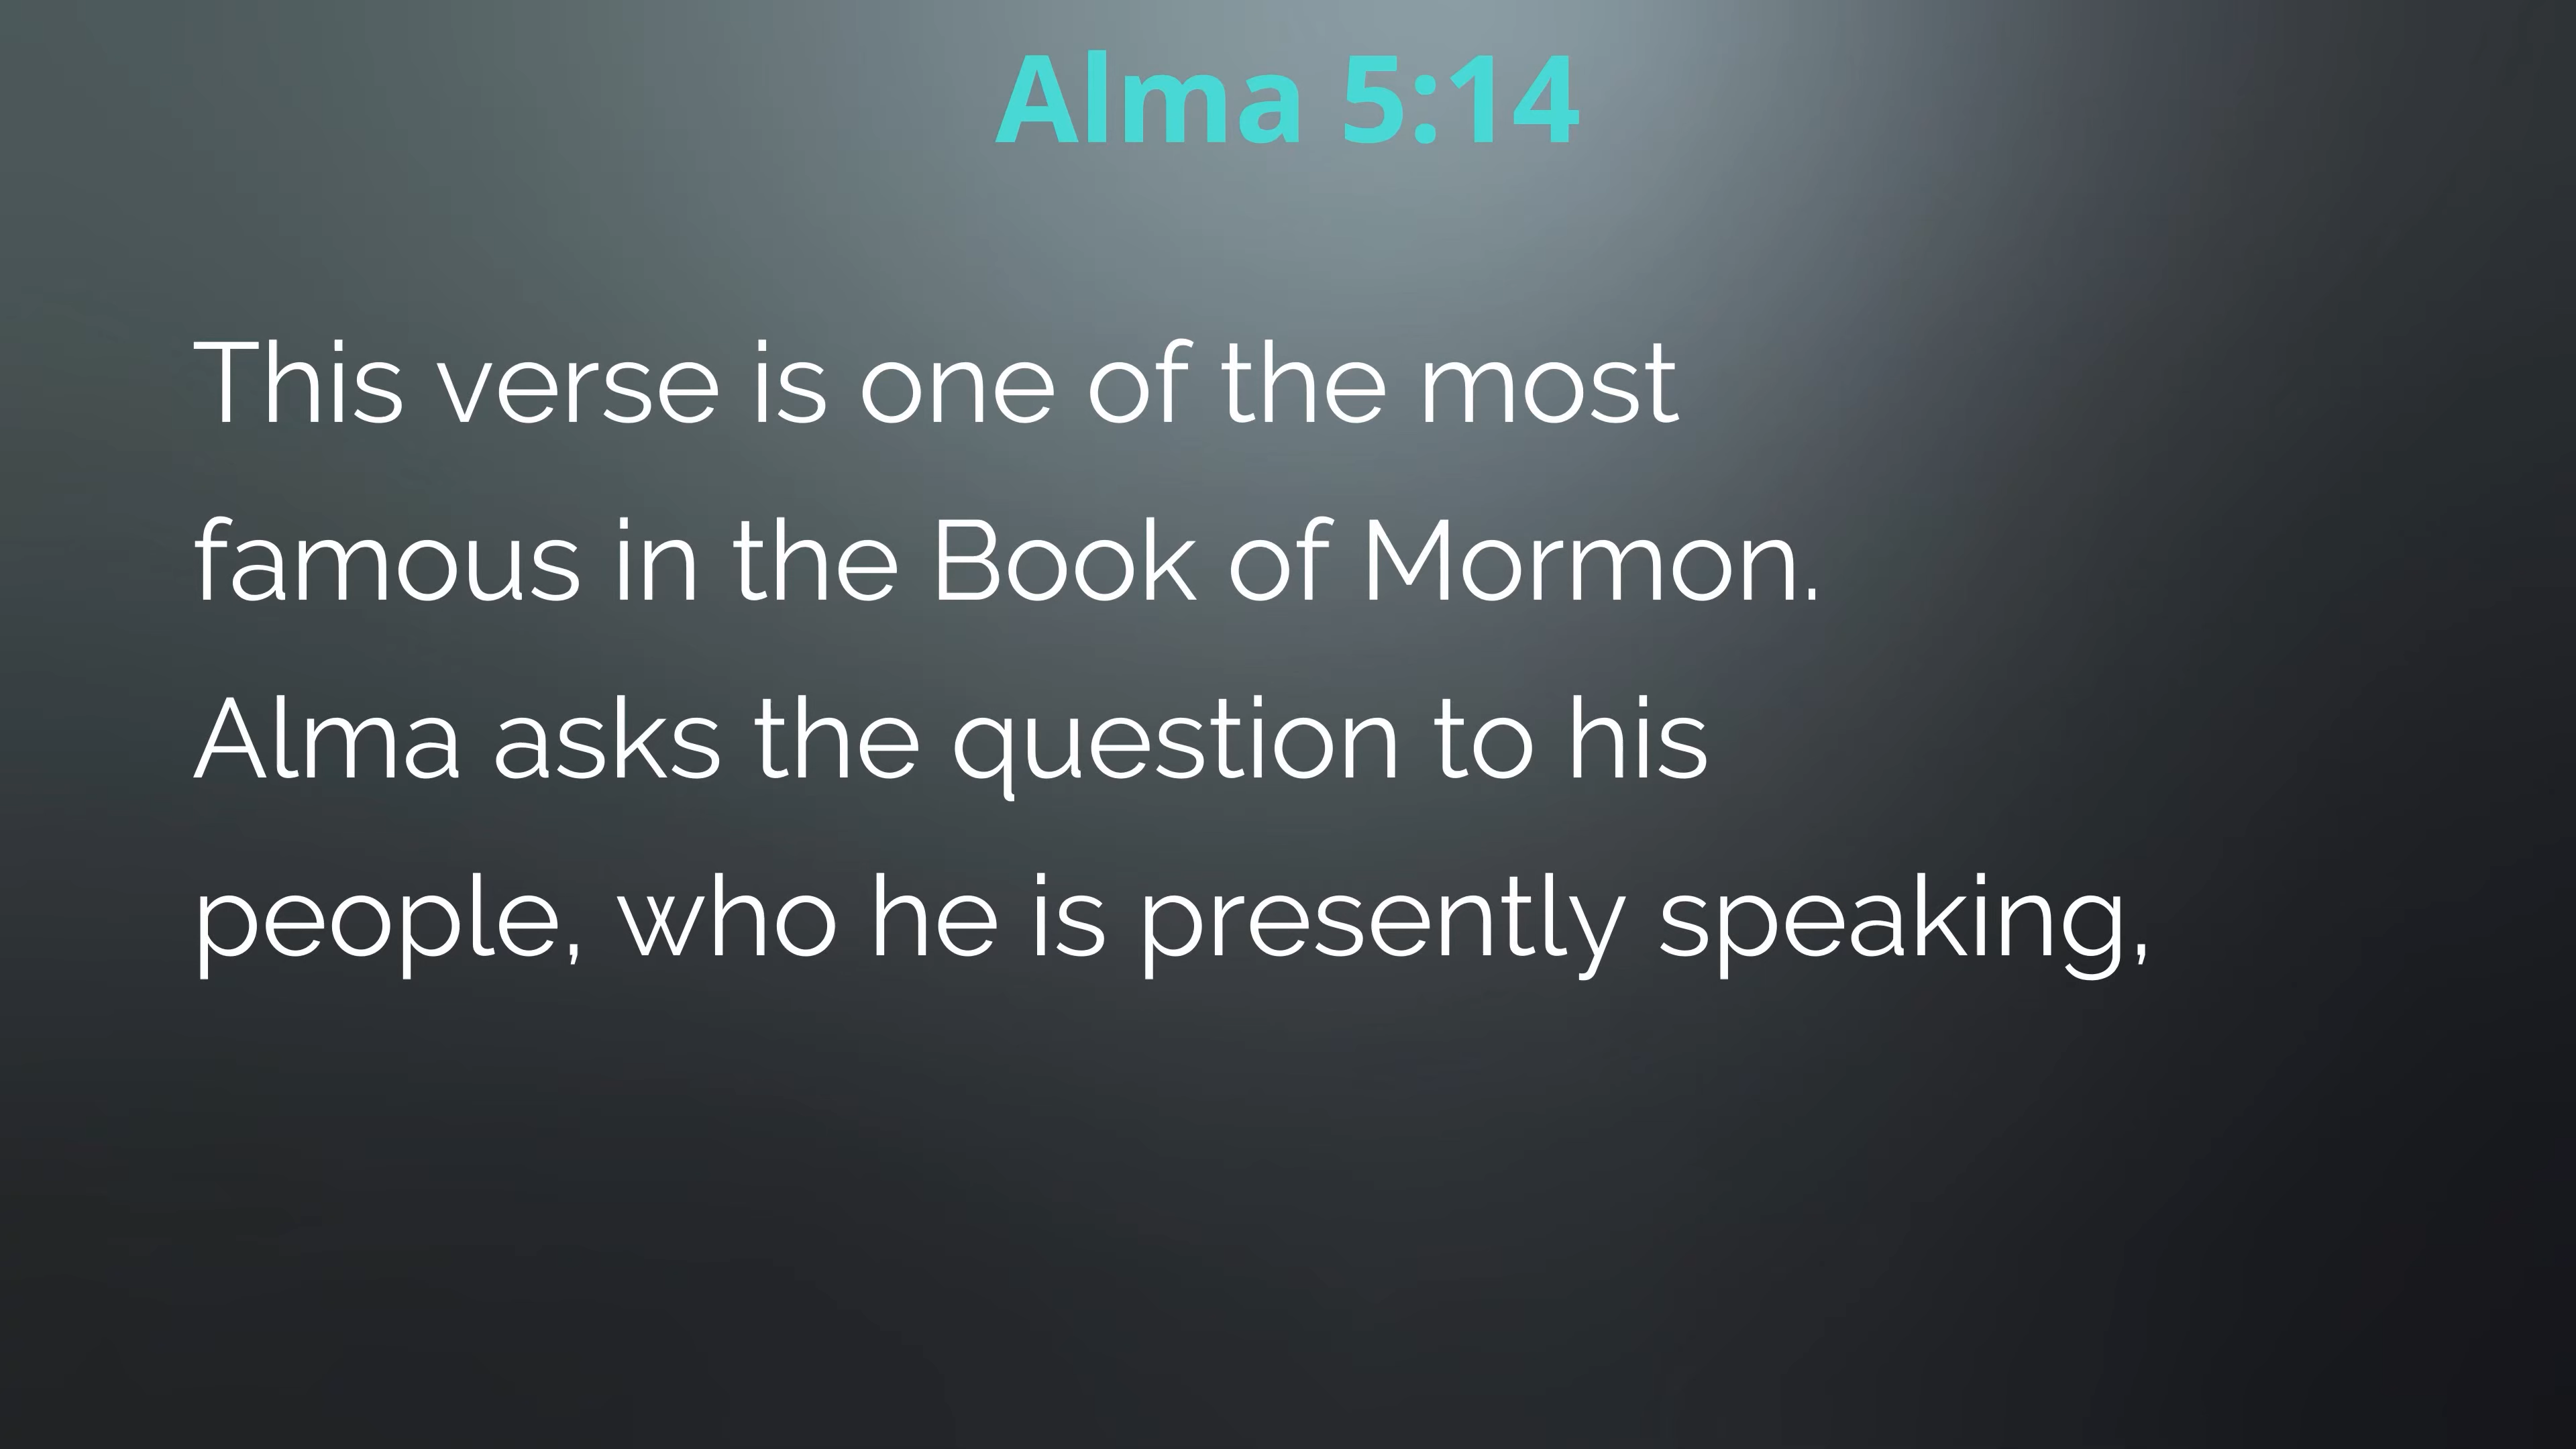 Alma 5:14
This verse is one of the most
famous in the Book of Mormon.
Alma asks the question to his
people, who he is presently speaking,